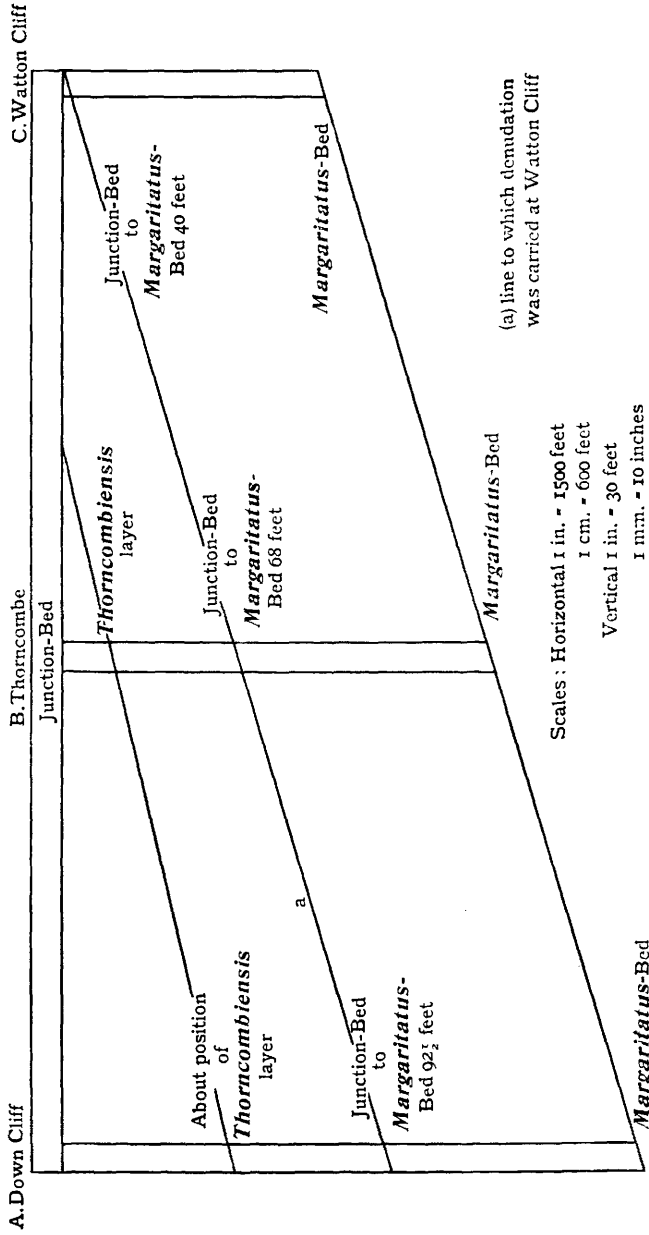 A. Down Cliff
B. Thorncombe
C. Watton Cliff
Junction-Bed
About position
of
Thorncombiensis
layer
Thorncombiensis
layer
a
Junction-Bed
to
Margaritatus-
Bed 92½ feet
Junction-Bed
to
Margaritatus-
Bed 68 feet
Junction-Bed
to
Margaritatus-
Bed 40 feet
Margaritatus-Bed
Margaritatus-Bed
Margaritatus-Bed
Scales : Horizontal 1 in. = 1500 feet
1 cm. = 600 feet
Vertical 1 in. = 30 feet
1 mm. = 10 inches
(a) line to which denudation
was carried at Watton Cliff